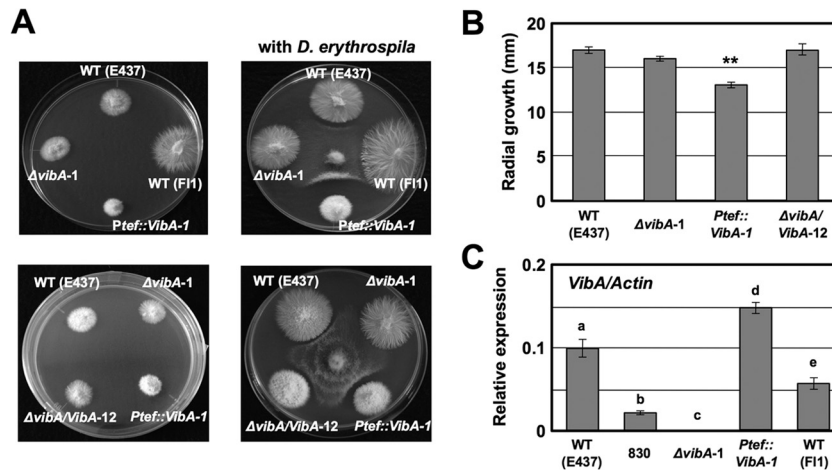 A
with D. erythrospila
WT (E437)
ΔvibA-1
WT (Fl1)
Ptef::VibA-1
WT (E437)
ΔvibA-1
WT (Fl1)
Ptef::VibA-1
WT (E437)
ΔvibA-1
ΔvibA/VibA-12
Ptef::VibA-1
WT (E437)
ΔvibA-1
ΔvibA/VibA-12
Ptef::VibA-1
B
Radial growth (mm)
20
15
10
5
0
**
WT
(E437)
ΔvibA-1
Ptef::
VibA-1
ΔvibA/
VibA-12
C
Relative expression
VibA/Actin
0.2
0.1
0
a
b
c
d
e
WT
(E437)
830
ΔvibA-1
Ptef::
VibA-1
WT
(Fl1)